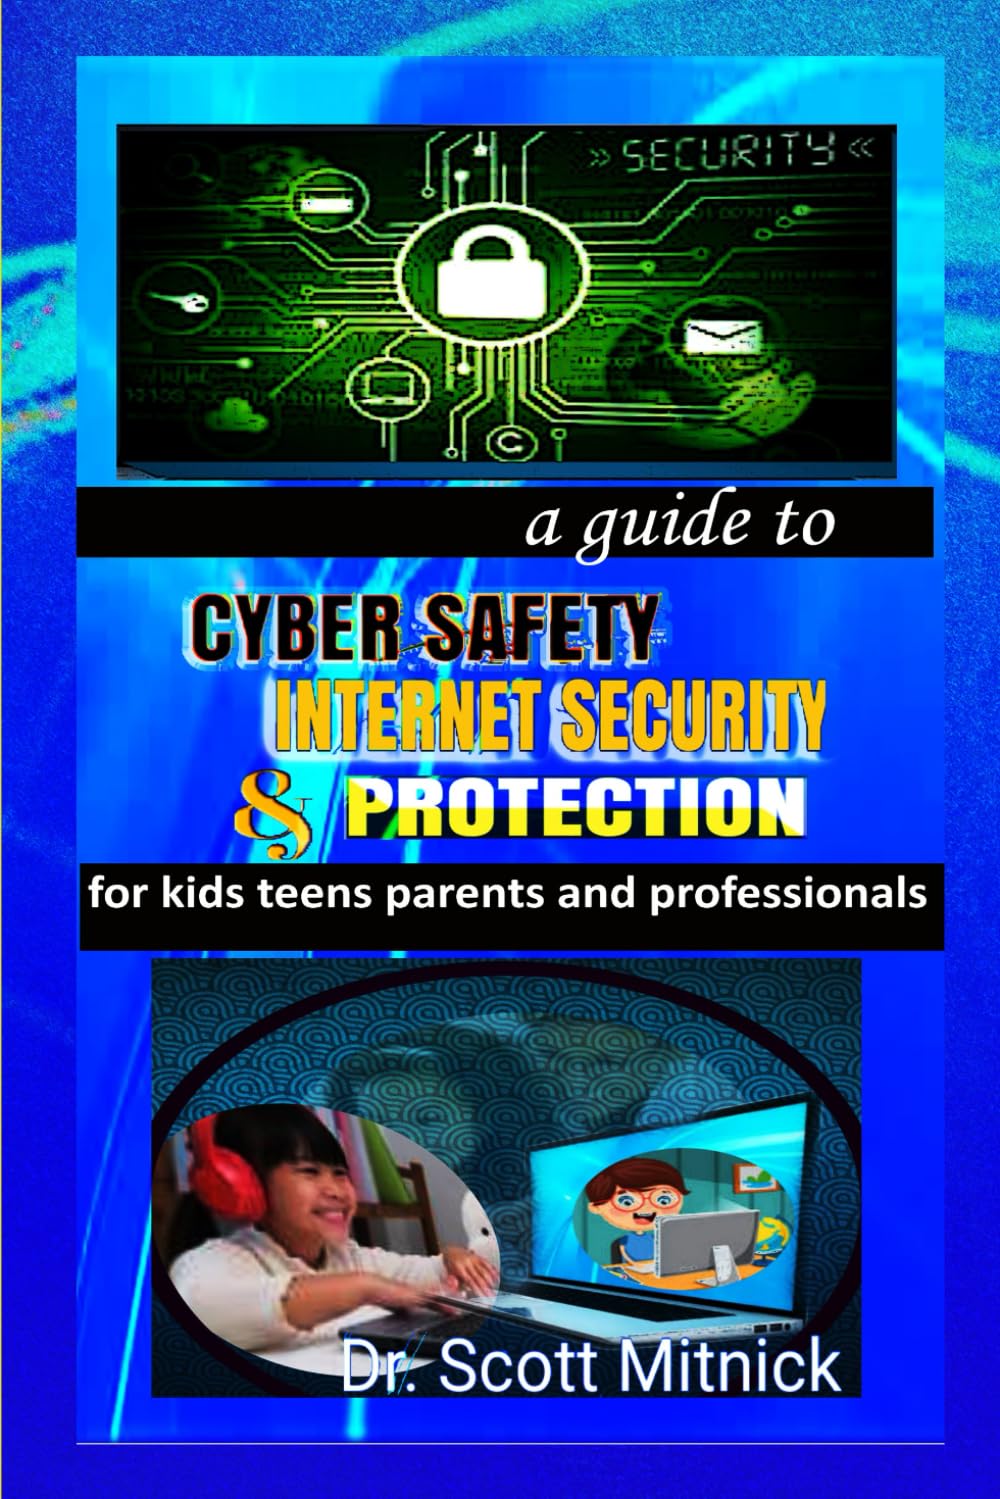 » SECURITY «
a guide to
CYBER SAFETY
INTERNET SECURITY
& PROTECTION
for kids teens parents and professionals
Dr. Scott Mitnick